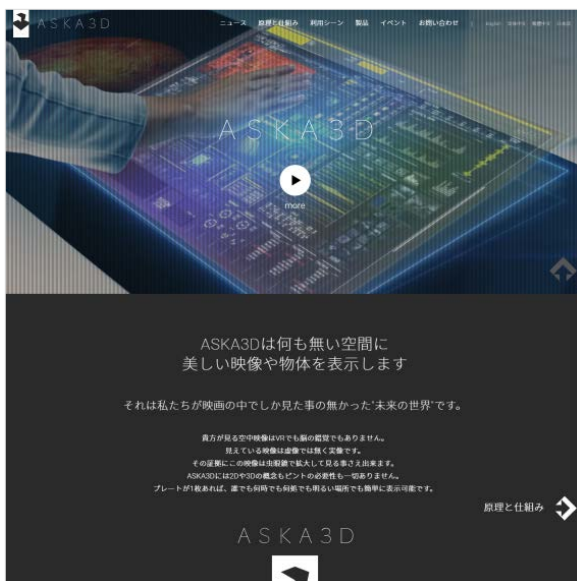 ASKA3D
ニュース 原理と仕組み 利用シーン 製品 イベント お問い合わせ
english 简体中文 繁體中文 日本語
ASKA3D
more
ASKA3Dは何も無い空間に
美しい映像や物体を表示します
それは私たちが映画の中でしか見た事の無かった"未来の世界"です。
貴方が見る空中映像はVRでも脳の錯覚でもありません。
見えている映像は虚像では無く実像です。
その証拠にこの映像は虫眼鏡で拡大して見る事さえ出来ます。
ASKA3Dには2Dや3Dの概念もピントの必要性も一切ありません。
プレートが1枚あれば、誰でも何時でも何処でも明るい場所でも簡単に表示可能です。
原理と仕組み
ASKA3D